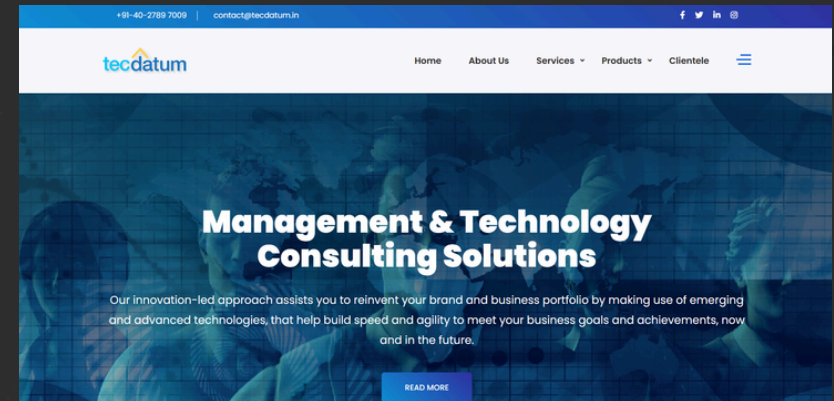 +91-40-2789 7009 | contact@tecdatum.in
tecdatum
Home About Us Services Products Clientele
Management & Technology
Consulting Solutions
Our innovation-led approach assists you to reinvent your brand and business portfolio by making use of emerging
and advanced technologies, that help build speed and agility to meet your business goals and achievements, now
and in the future.
READ MORE